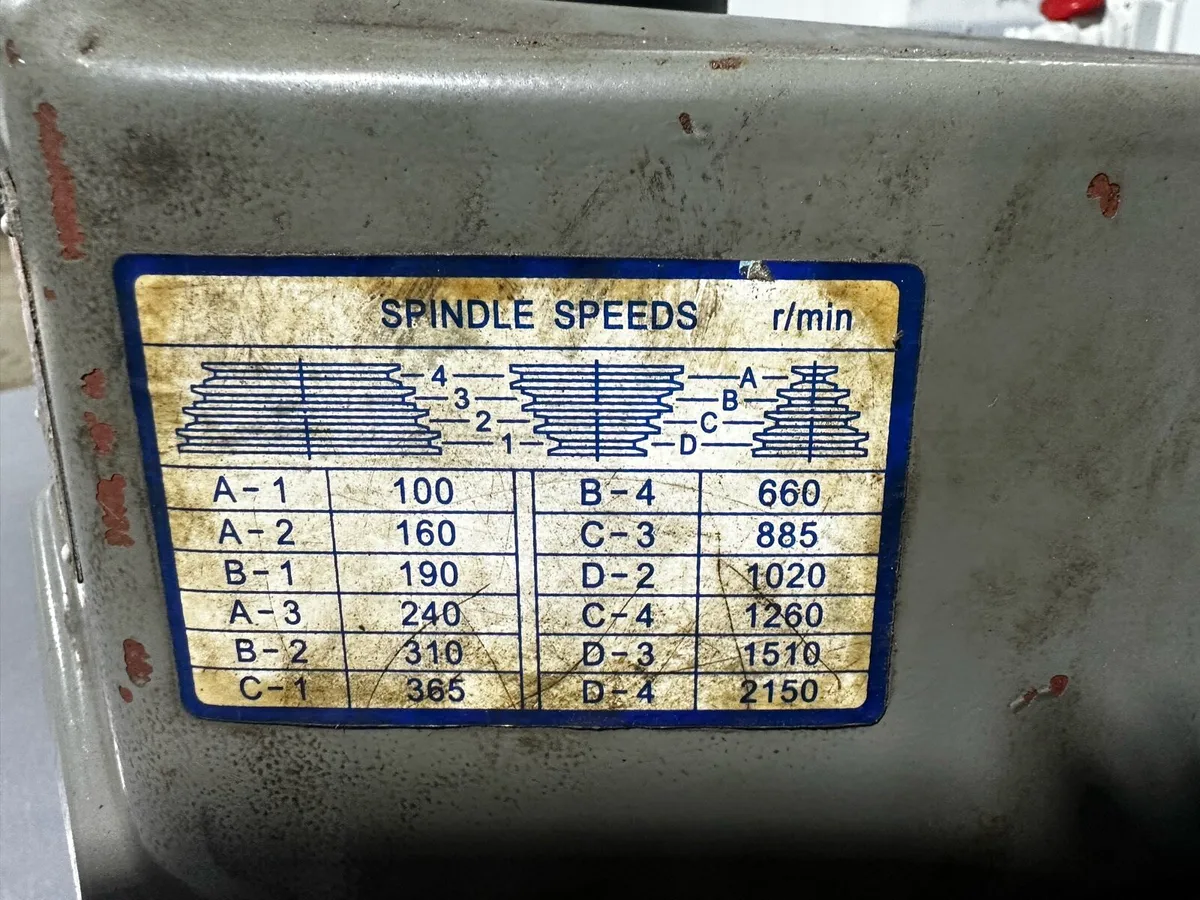 SPINDLE SPEEDS r/min
4 A
3 B
2 C
1 D
A-1 100 B-4 660
A-2 160 C-3 885
B-1 190 D-2 1020
A-3 240 C-4 1260
B-2 310 D-3 1510
C-1 365 D-4 2150